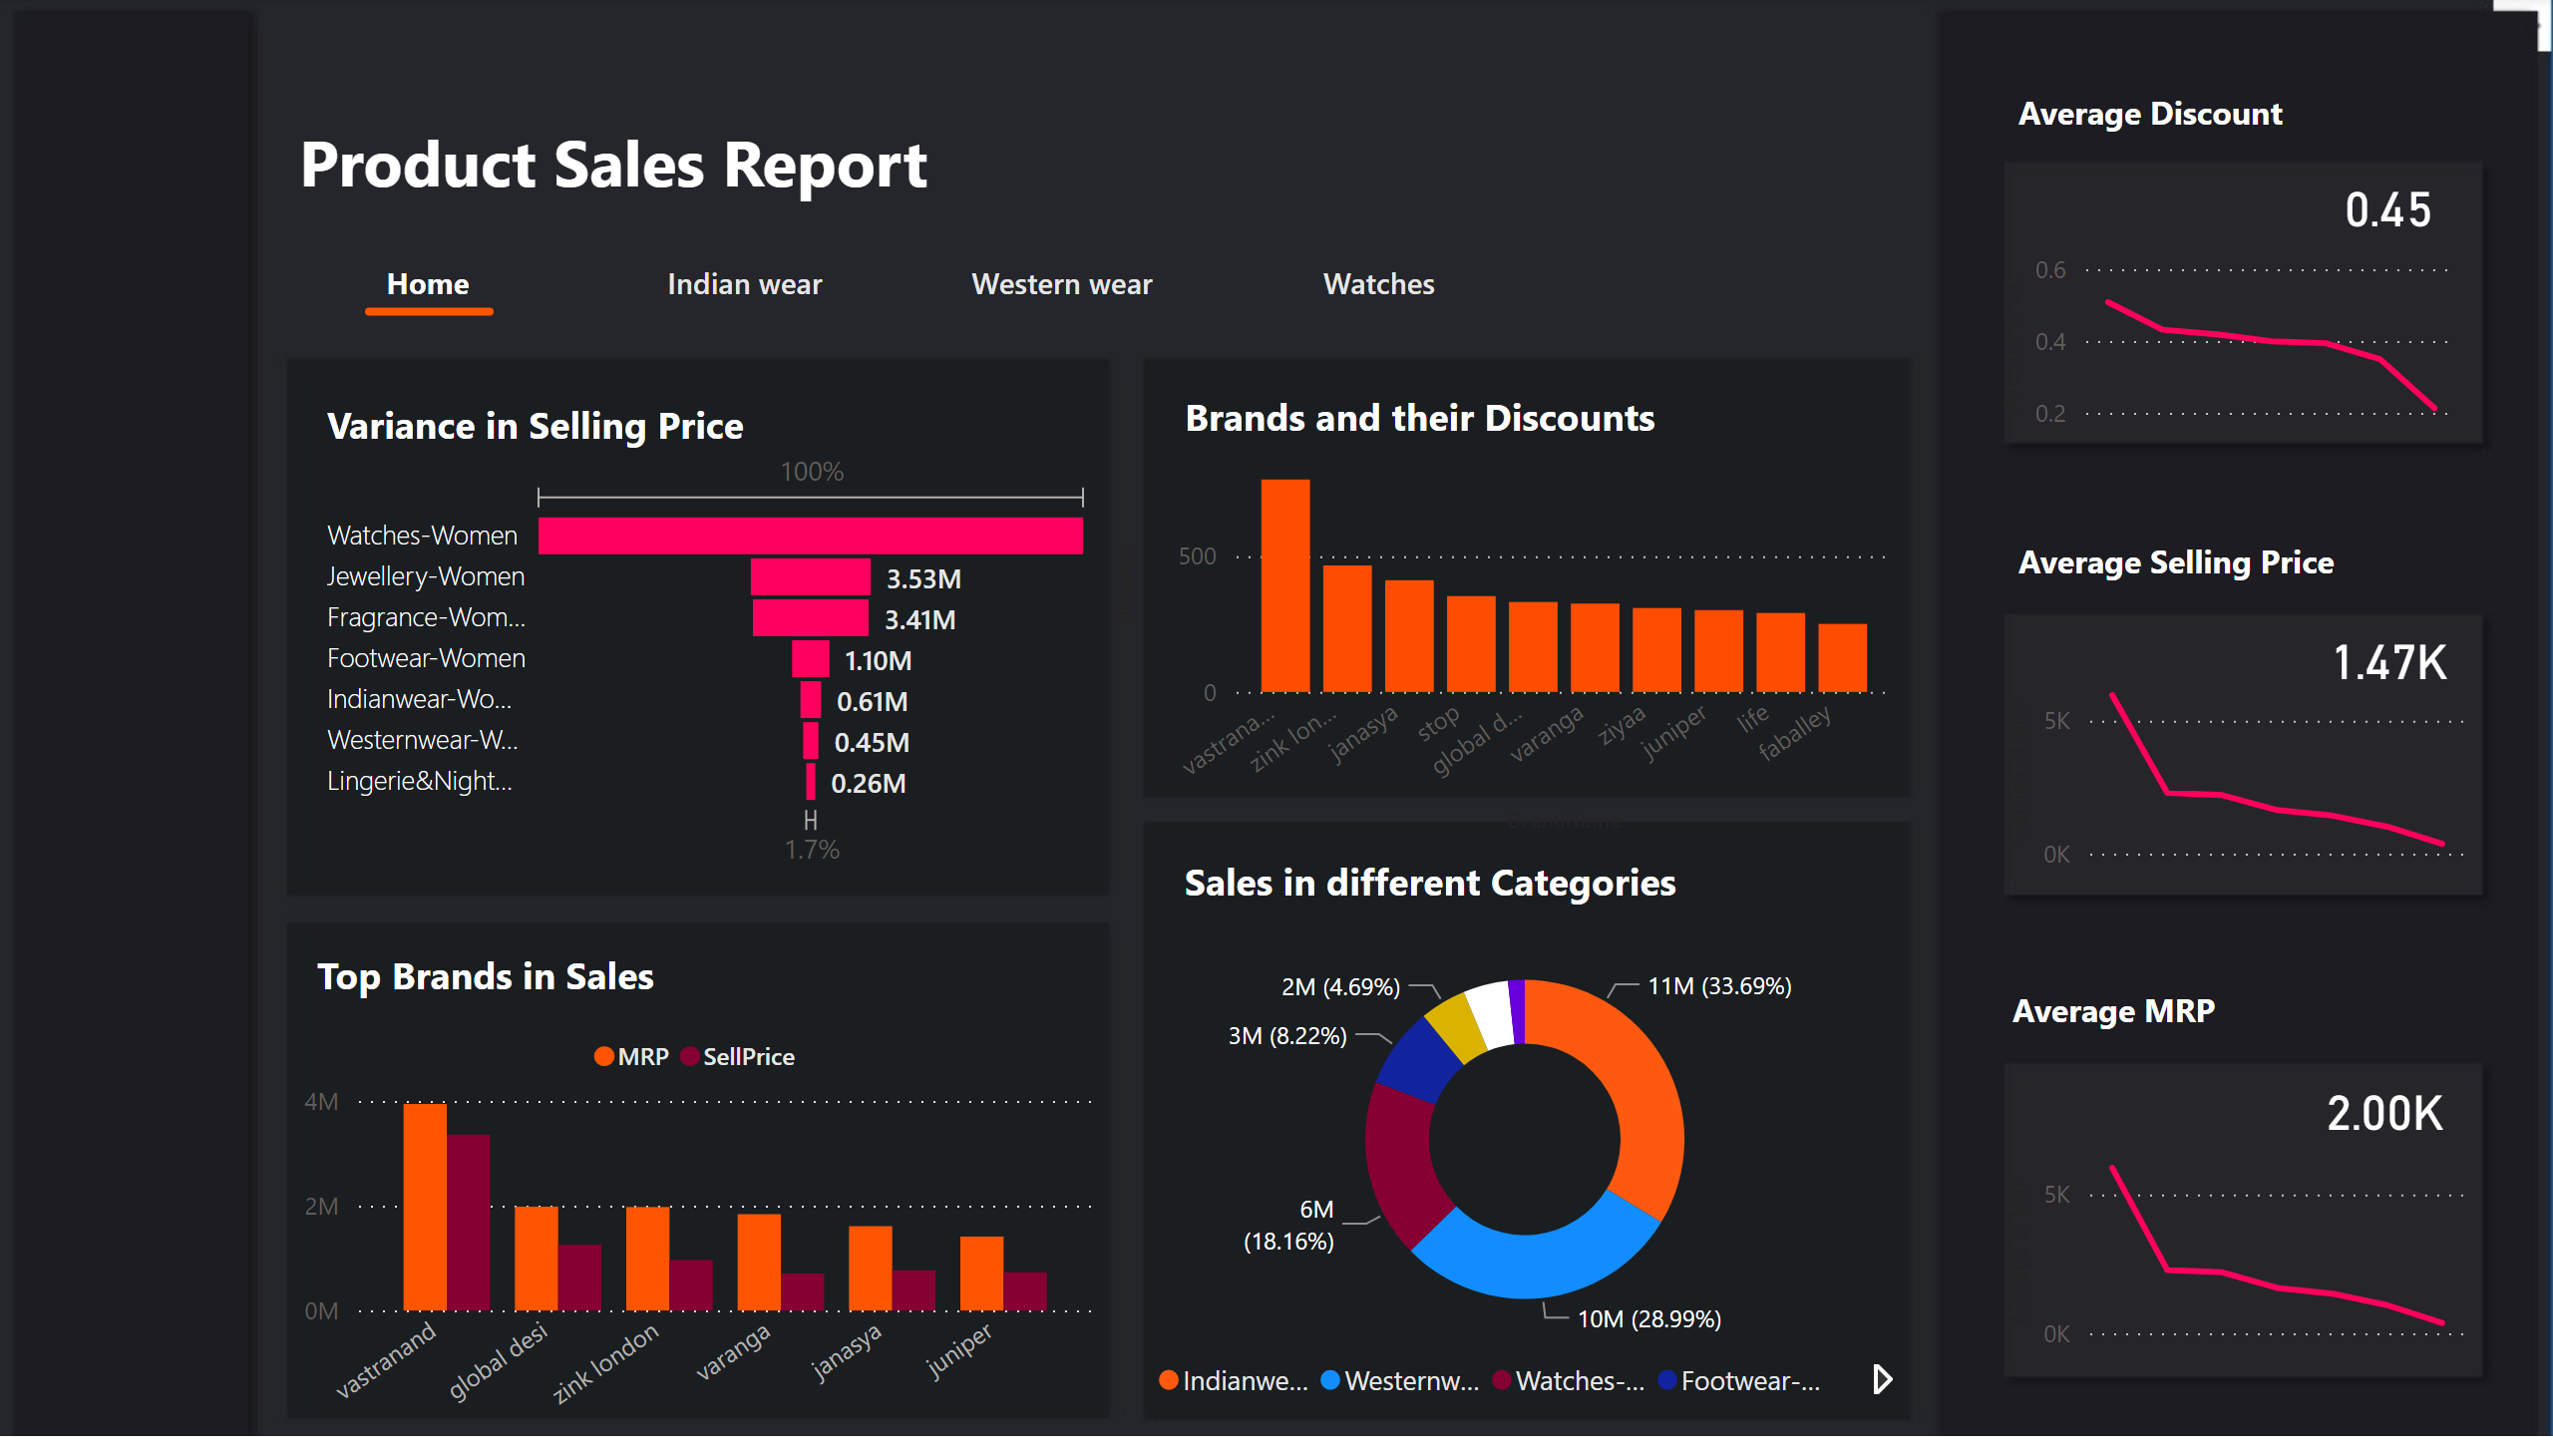 Product Sales Report
Home
Indian wear
Western wear
Watches
Variance in Selling Price
100%
Watches-Women
Jewellery-Women
3.53M
Fragrance-Wom...
3.41M
Footwear-Women
1.10M
Indianwear-Wo...
0.61M
Westernwear-W...
0.45M
Lingerie&Night...
0.26M
1.7%
Top Brands in Sales
MRP SellPrice
4M
2M
0M
vastranand
global desi
zink london
varanga
janasya
juniper
Brands and their Discounts
500
0
vastrana...
zink lon...
janasya
stop
global d...
varanga
ziyaa
juniper
life
faballey
BrandName
Sales in different Categories
2M (4.69%)
11M (33.69%)
3M (8.22%)
6M
(18.16%)
10M (28.99%)
Indianwe... Westernw... Watches-... Footwear-...
Average Discount
0.45
0.6
0.4
0.2
Average Selling Price
1.47K
5K
0K
Average MRP
2.00K
5K
0K